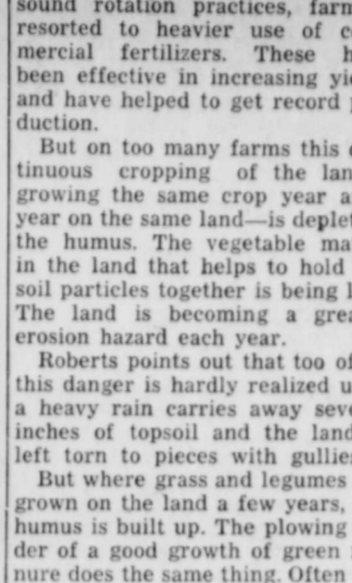 sound rotation practices, farm
resorted to heavier use of c
mercial fertilizers. These h
been effective in increasing yie
and have helped to get record p
duction.
But on too many farms this c
tinuous cropping of the lan
growing the same crop year a
year on the same land—is deplet
the humus. The vegetable ma
in the land that helps to hold
soil particles together is being l
The land is becoming a grea
erosion hazard each year.
Roberts points out that too of
this danger is hardly realized u
a heavy rain carries away seve
inches of topsoil and the land
left torn to pieces with gullie
But where grass and legumes
grown on the land a few years,
humus is built up. The plowing
der of a good growth of green
nure does the same thing. Often